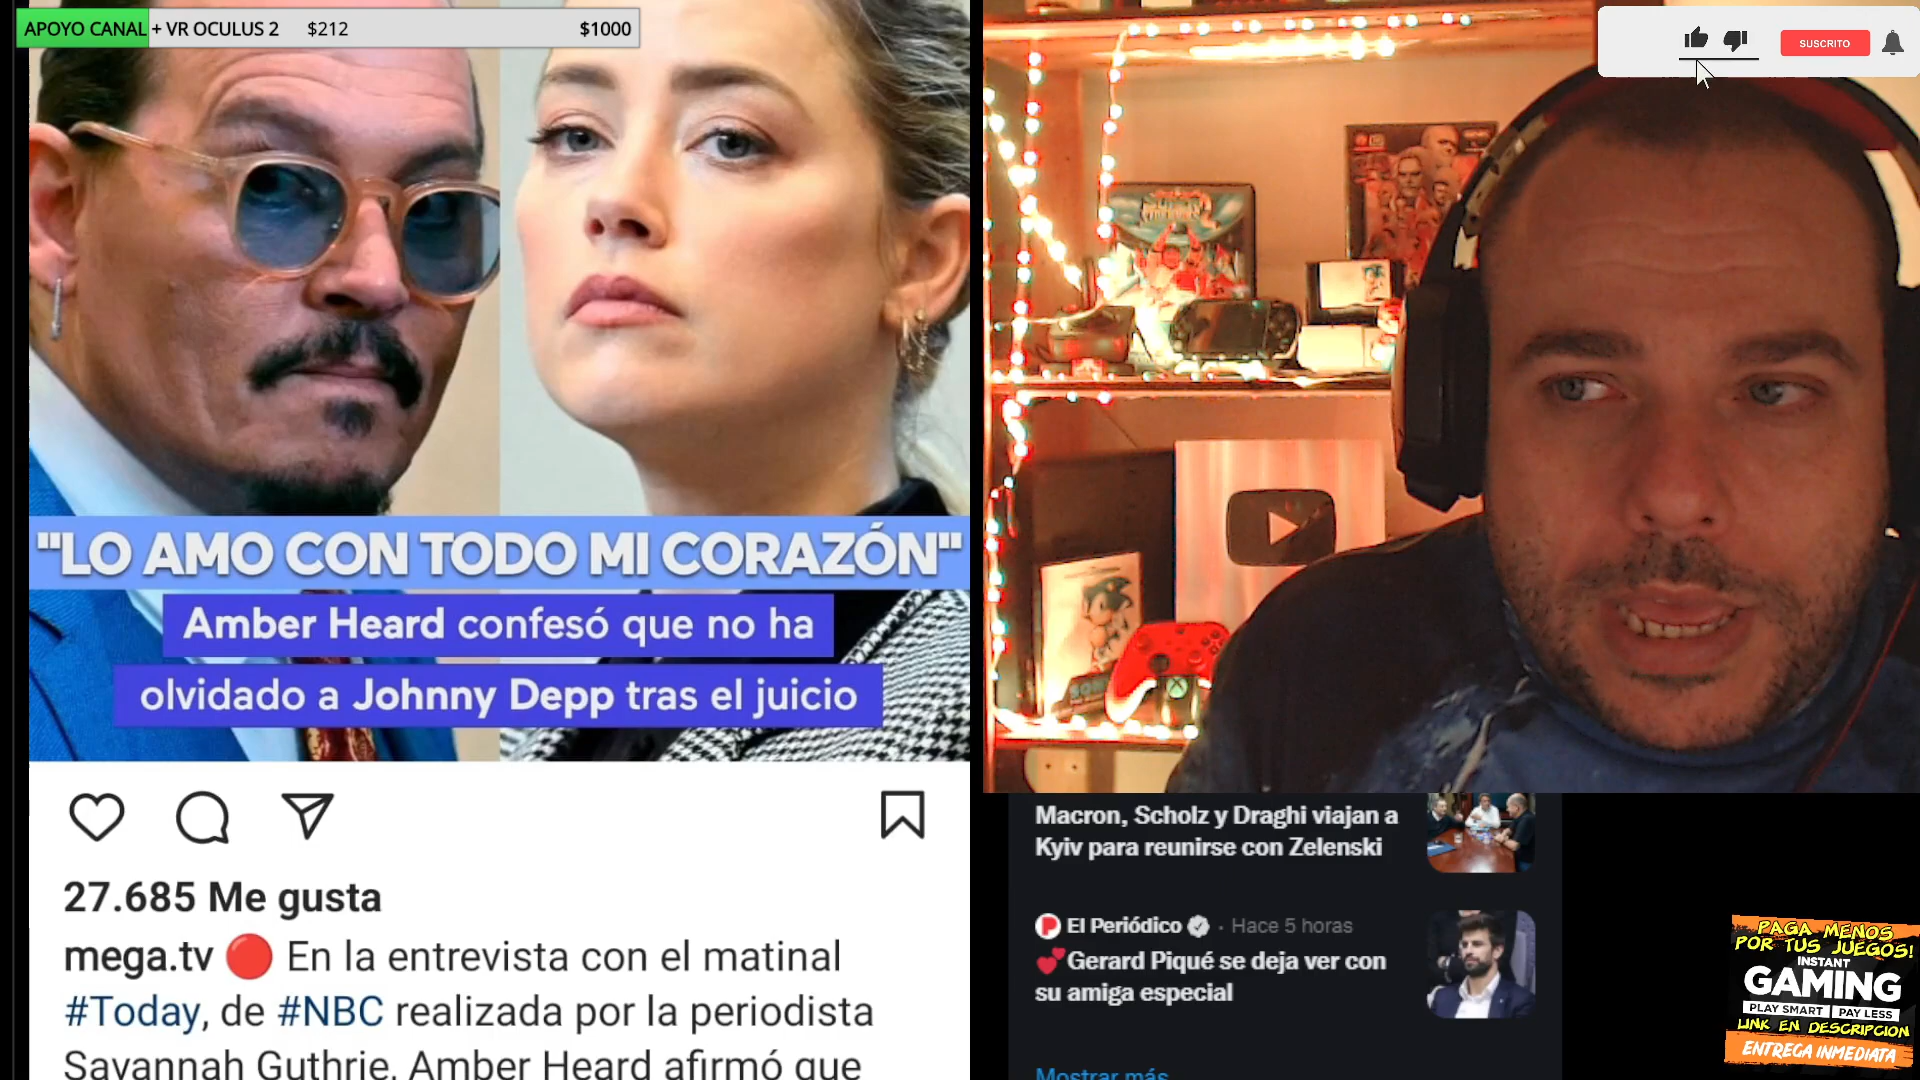 APOYO CANAL + VR OCULUS 2 $212 $1000
SUSCRITO
"LO AMO CON TODO MI CORAZÓN"
Amber Heard confesó que no ha
olvidado a Johnny Depp tras el juicio
27.685 Me gusta
mega.tv 🔴 En la entrevista con el matinal
#Today, de #NBC realizada por la periodista
Savannah Guthrie, Amber Heard afirmó que
Macron, Scholz y Draghi viajan a
Kyiv para reunirse con Zelenski
El Periódico · Hace 5 horas
💕Gerard Piqué se deja ver con
su amiga especial
Mostrar más
PAGA MENOS
POR TUS JUEGOS!
INSTANT
GAMING
PLAY SMART PAY LESS
LINK EN DESCRIPCION
ENTREGA INMEDIATA